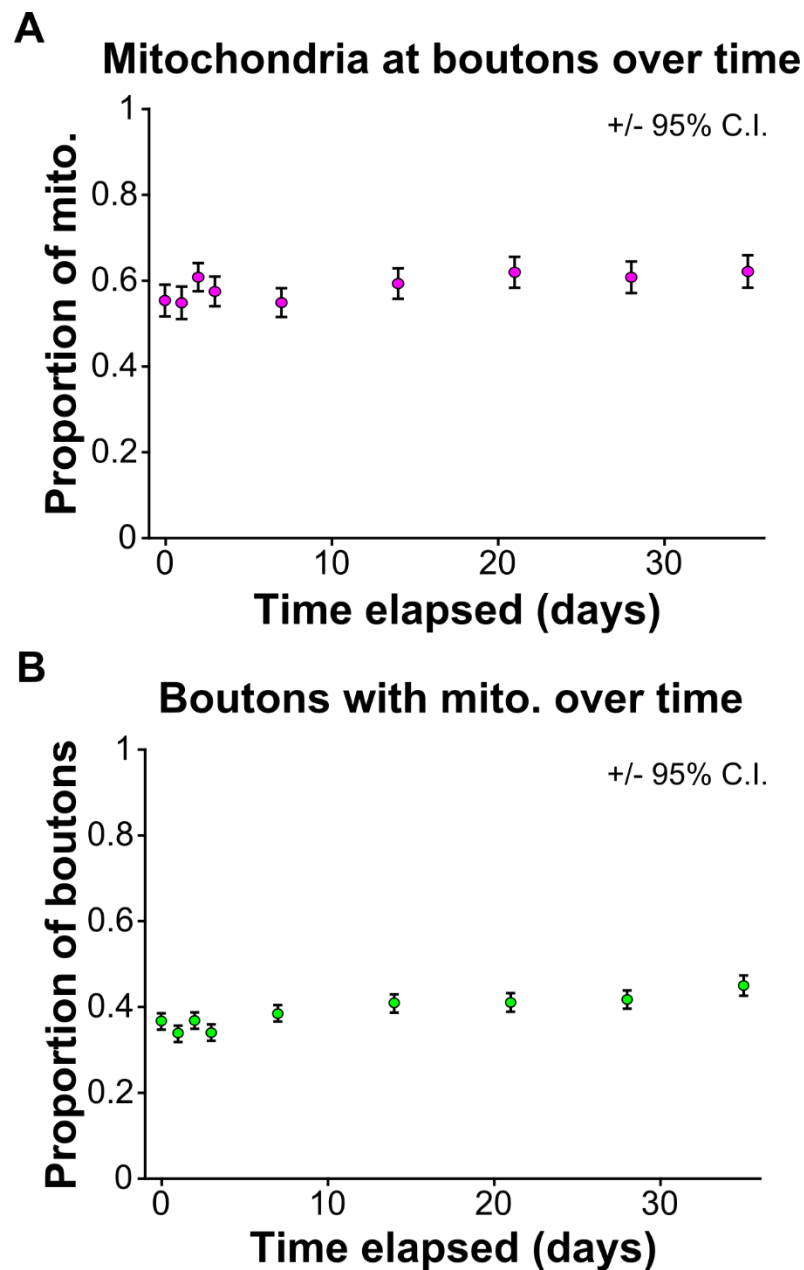 A
Mitochondria at boutons over time
+/- 95% C.I.
Proportion of mito.
1
0.8
0.6
0.4
0.2
0
0
10
20
30
Time elapsed (days)
B
Boutons with mito. over time
+/- 95% C.I.
Proportion of boutons
1
0.8
0.6
0.4
0.2
0
0
10
20
30
Time elapsed (days)